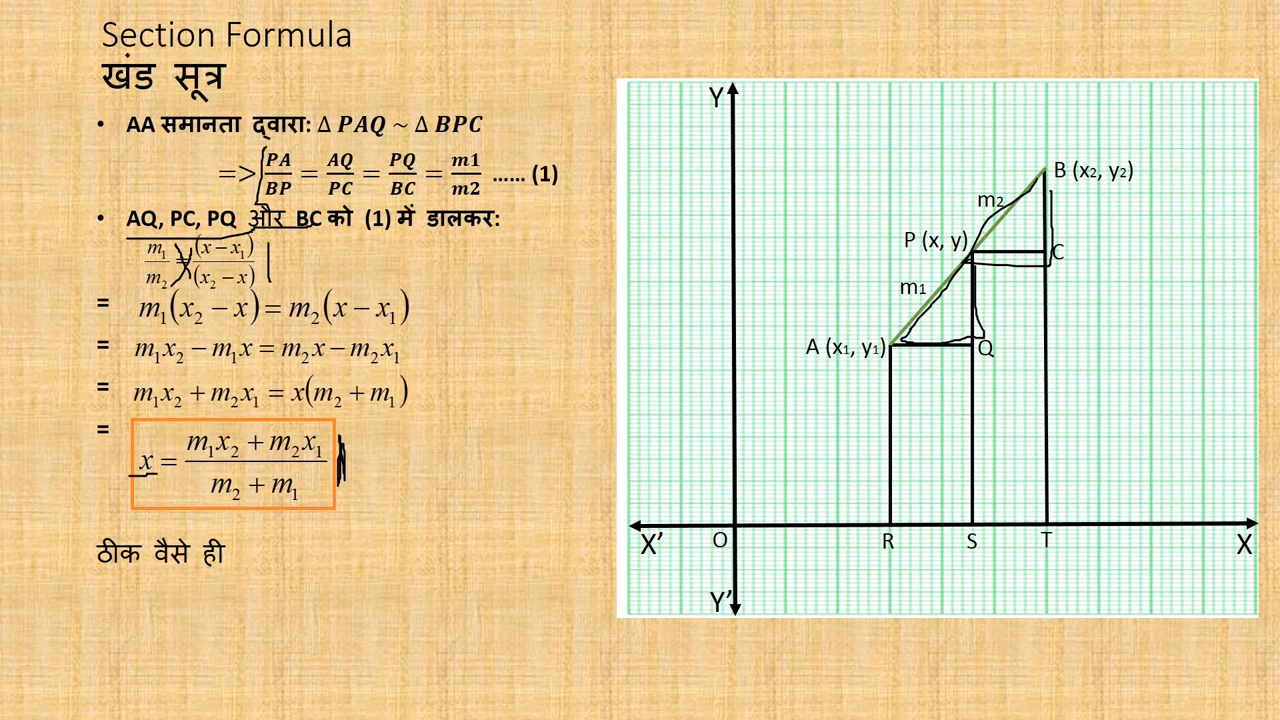 Section Formula
खंड सूत्र
• AA समानता द्वारा: Δ PAQ ~ Δ BPC
=> PA/BP = AQ/PC = PQ/BC = m1/m2 ...... (1)
• AQ, PC, PQ और BC को (1) में डालकर:
m₁/m₂ = (x − x₁)/(x₂ − x)
= m₁(x₂ − x) = m₂(x − x₁)
= m₁x₂ − m₁x = m₂x − m₂x₁
= m₁x₂ + m₂x₁ = x(m₂ + m₁)
= x = (m₁x₂ + m₂x₁)/(m₂ + m₁)
ठीक वैसे ही
Y
B (x₂, y₂)
m₂
P (x, y)
C
m₁
A (x₁, y₁)
Q
X’ O R S T X
Y’